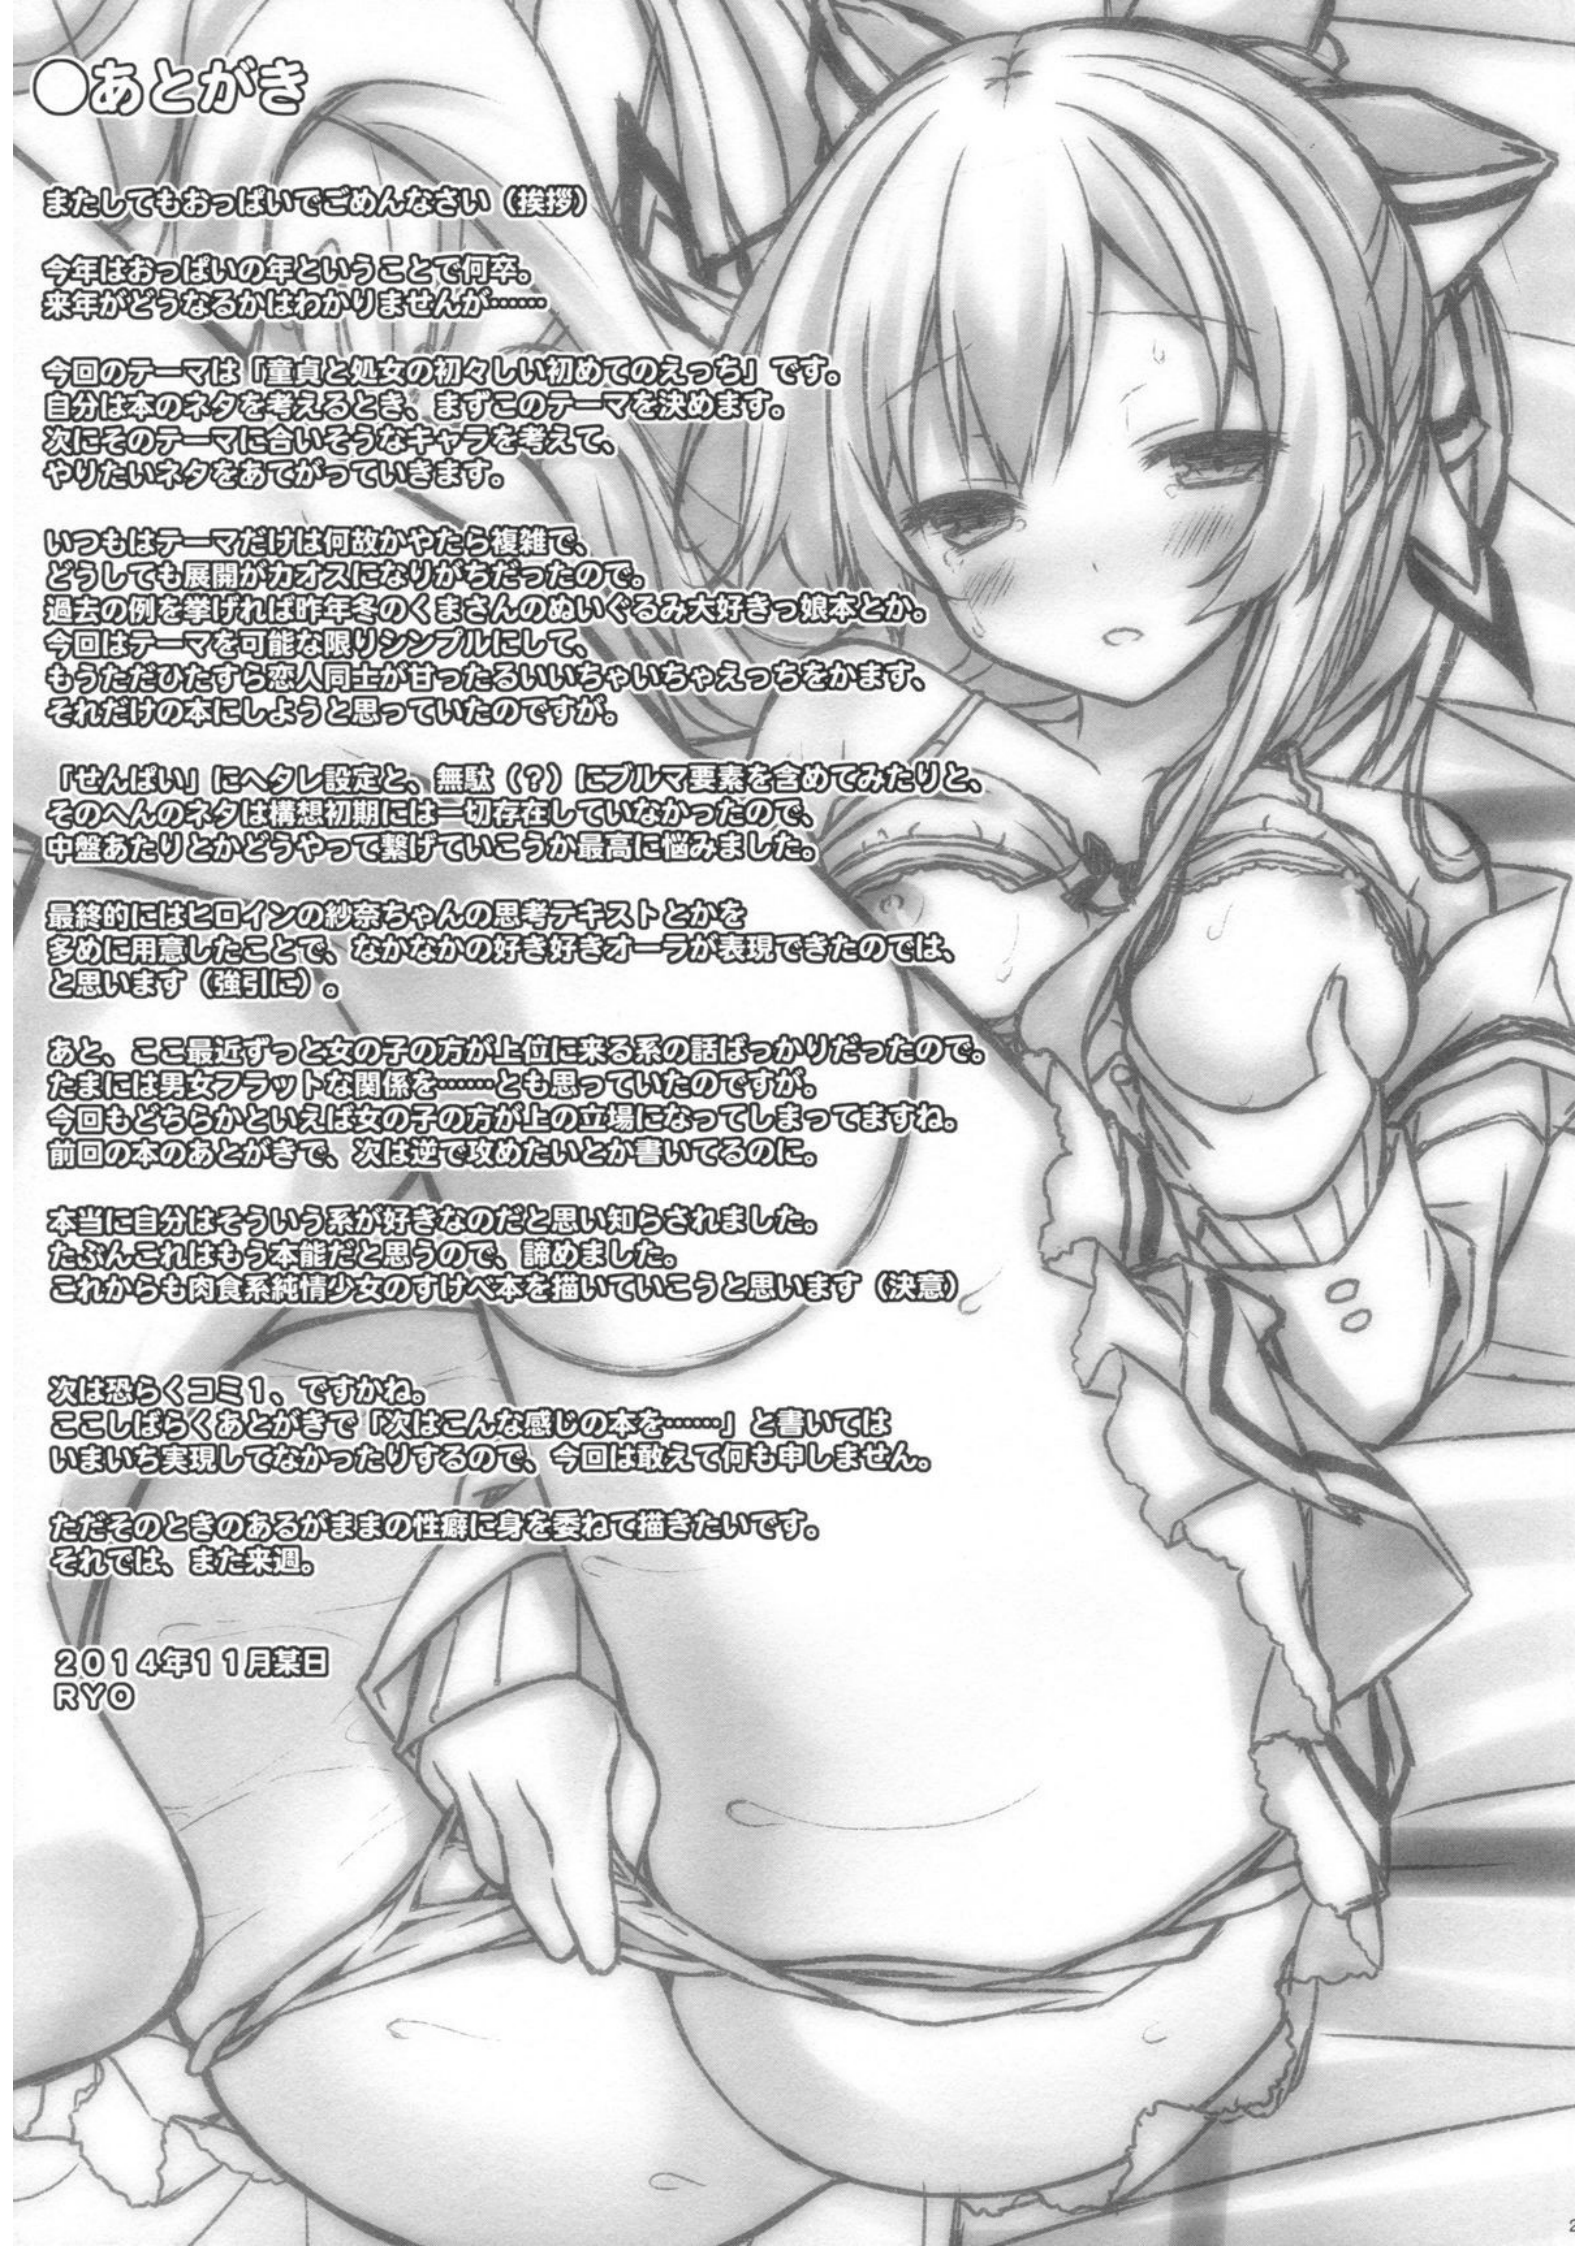 ●あとがき
またしてもおっぱいでごめんなさい（挨拶）
今年はおっぱいの年ということで何卒。
来年がどうなるかはわかりませんが……
今回のテーマは「童貞と処女の初々しい初めてのえっち」です。
自分は本のネタを考えるとき、まずこのテーマを決めます。
次にそのテーマに合いそうなキャラを考えて、
やりたいネタをあてがっていきます。
いつもはテーマだけは何故かやたら複雑で、
どうしても展開がカオスになりがちだったので。
過去の例を挙げれば昨年冬のくまさんのぬいぐるみ大好きっ娘本とか。
今回はテーマを可能な限りシンプルにして、
もうただひたすら恋人同士が甘ったるいいちゃいちゃえっちをかます、
それだけの本にしようと思っていたのですが。
「せんぱい」にヘタレ設定と、無駄（？）にブルマ要素を含めてみたりと、
そのへんのネタは構想初期には一切存在していなかったので、
中盤あたりとかどうやって繋げていこうか最高に悩みました。
最終的にはヒロインの紗奈ちゃんの思考テキストとかを
多めに用意したことで、なかなかの好き好きオーラが表現できたのでは、
と思います（強引に）。
あと、ここ最近ずっと女の子の方が上位に来る系の話ばっかりだったので。
たまには男女フラットな関係を……とも思っていたのですが。
今回もどちらかといえば女の子の方が上の立場になってしまってますね。
前回の本のあとがきで、次は逆で攻めたいとか書いてるのに。
本当に自分はそういう系が好きなのだと思い知らされました。
たぶんこれはもう本能だと思うので、諦めました。
これからも肉食系純情少女のすけべ本を描いていこうと思います（決意）
次は恐らくコミ１、ですかね。
ここしばらくあとがきで「次はこんな感じの本を……」と書いては
いまいち実現してなかったりするので、今回は敢えて何も申しません。
ただそのときのあるがままの性癖に身を委ねて描きたいです。
それでは、また来週。
２０１４年１１月某日
ＲＹＯ